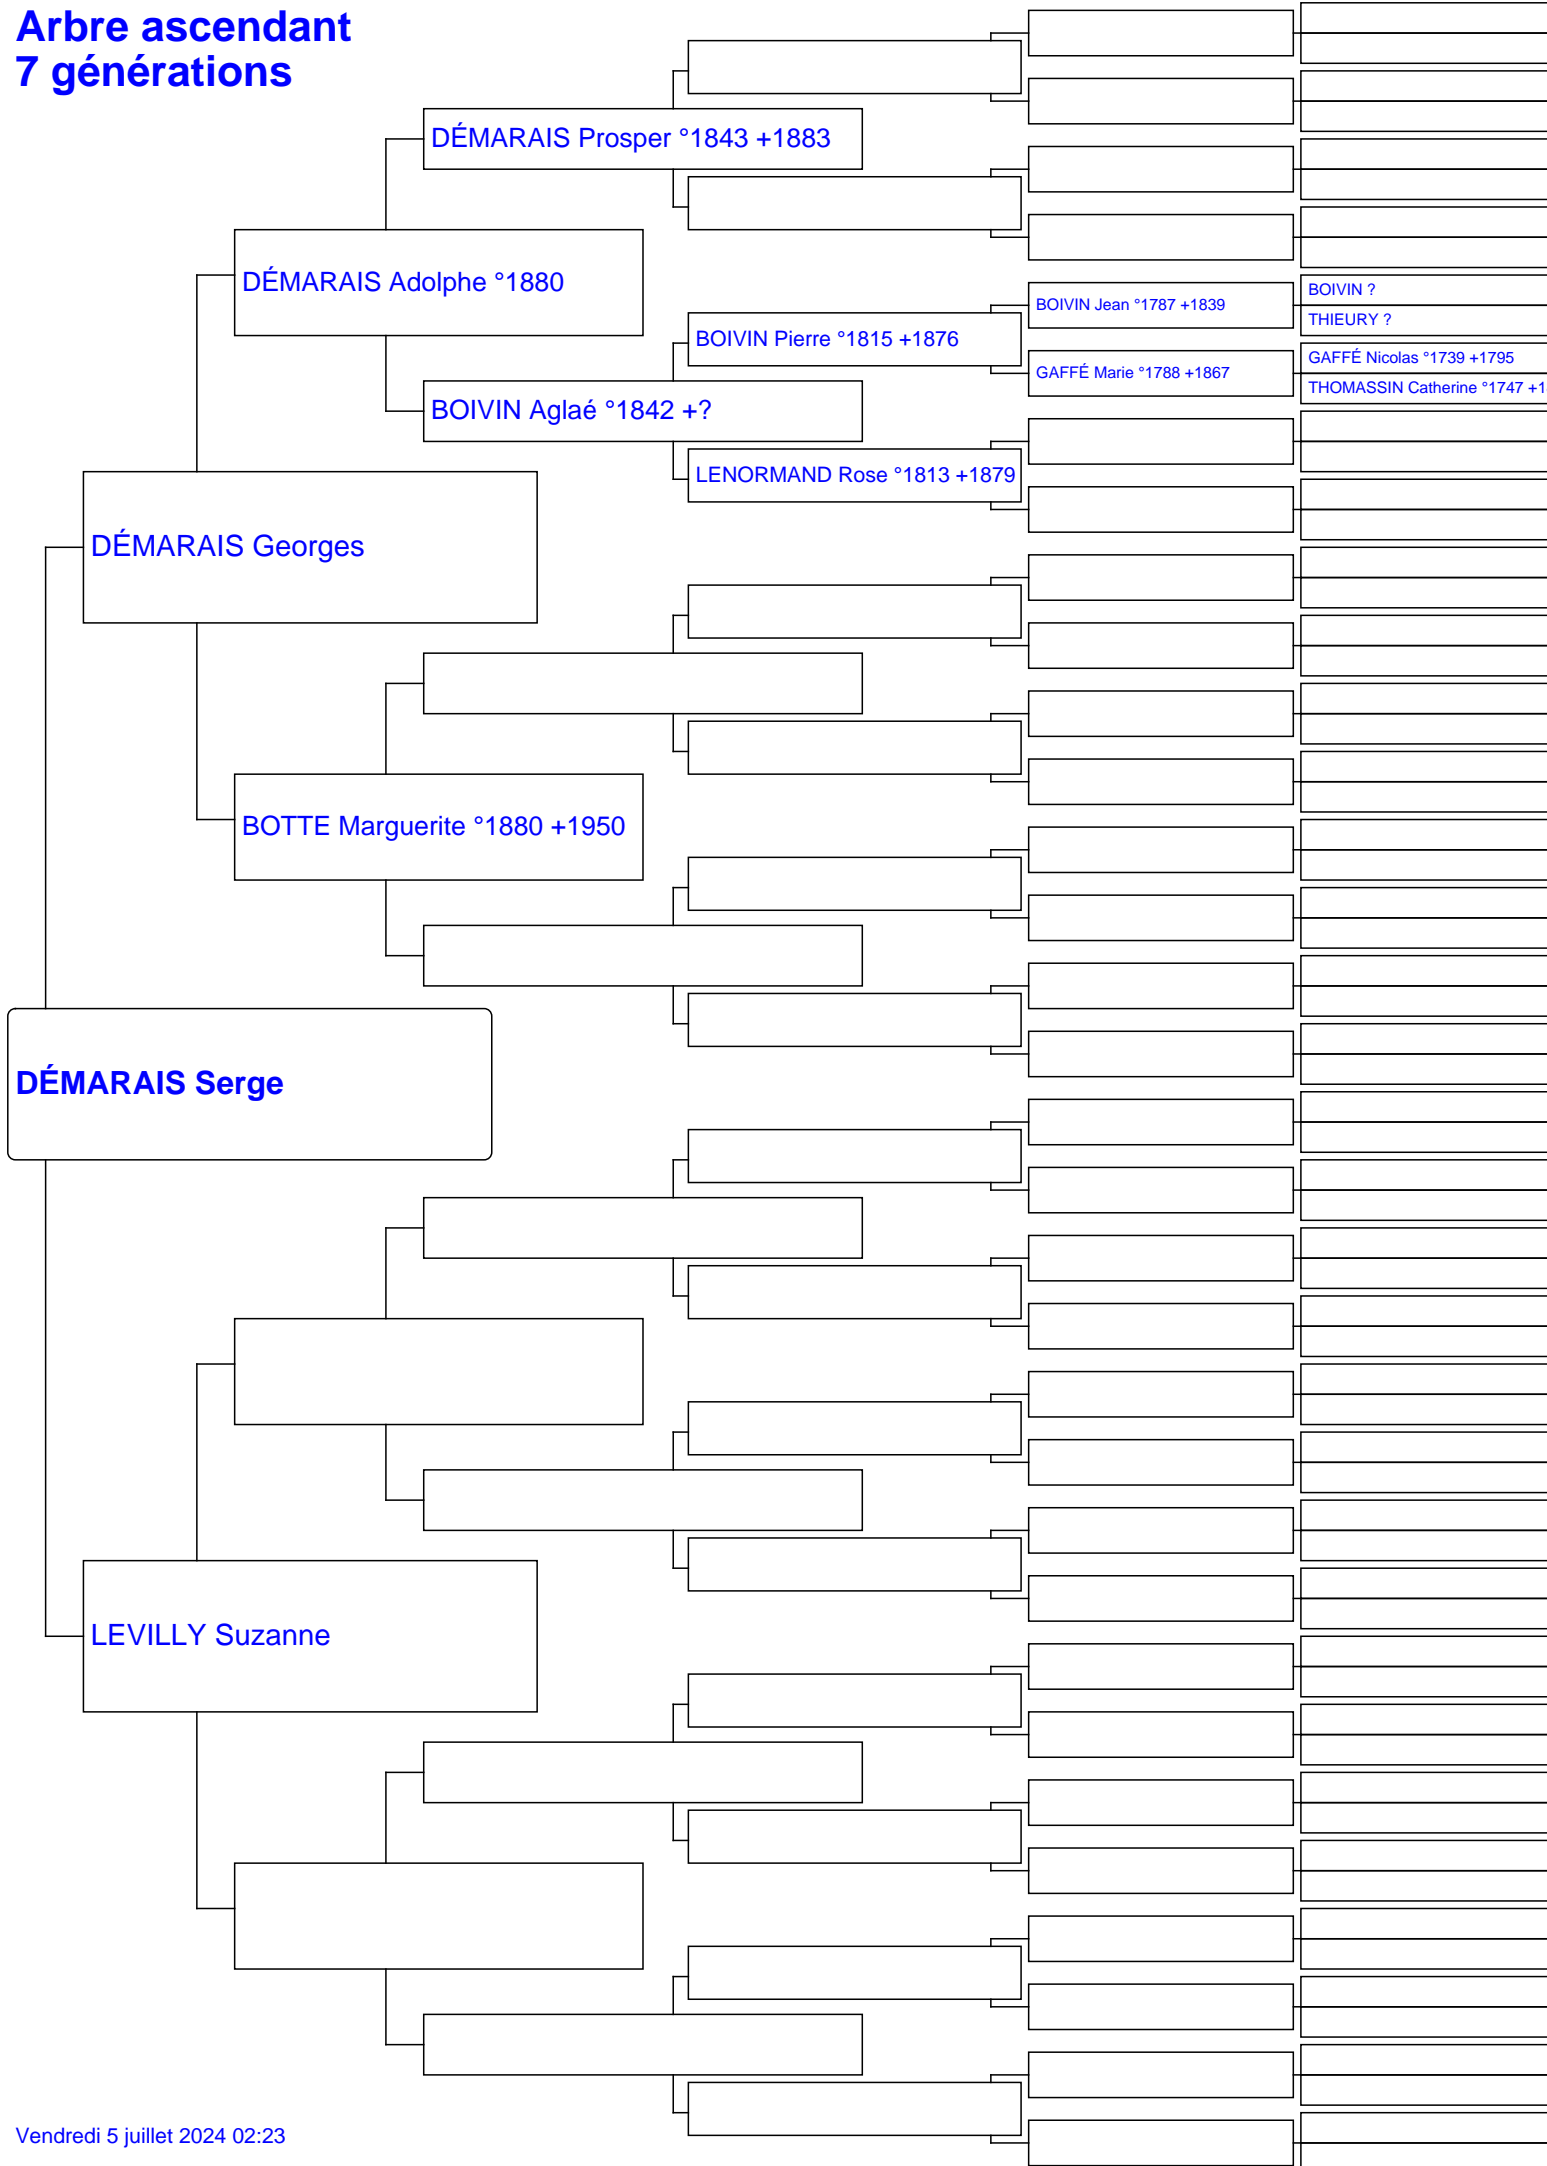 Arbre ascendant
7 générations
DÉMARAIS Prosper °1843 +1883
DÉMARAIS Adolphe °1880
BOIVIN Jean °1787 +1839
BOIVIN ?
THIEURY ?
BOIVIN Pierre °1815 +1876
GAFFÉ Marie °1788 +1867
GAFFÉ Nicolas °1739 +1795
THOMASSIN Catherine °1747
BOIVIN Aglaé °1842 +?
LENORMAND Rose °1813 +1879
DÉMARAIS Georges
BOTTE Marguerite °1880 +1950
DÉMARAIS Serge
LEVILLY Suzanne
Vendredi 5 juillet 2024 02:23